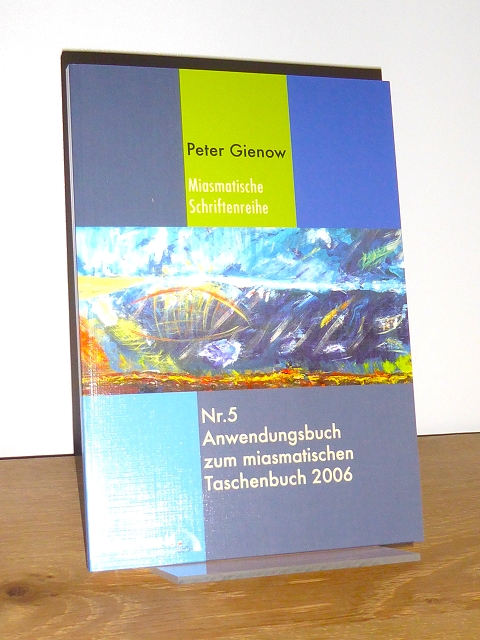 Peter Gienow
Miasmatische
Schriftenreihe
Nr.5
Anwendungsbuch
zum miasmatischen
Taschenbuch 2006